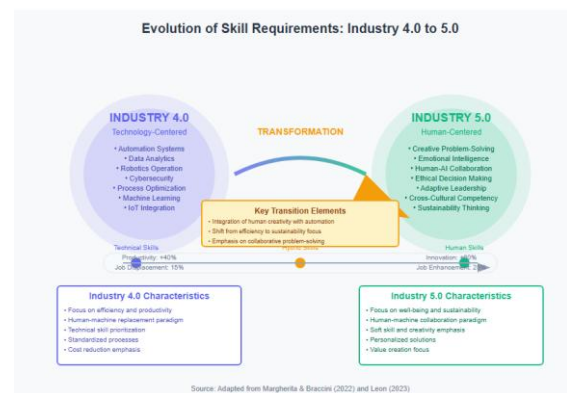 Evolution of Skill Requirements: Industry 4.0 to 5.0
INDUSTRY 4.0
Technology-Centered
• Automation Systems
• Data Analytics
• Robotics Operation
• Cybersecurity
• Process Optimization
• Machine Learning
• IoT Integration
TRANSFORMATION
INDUSTRY 5.0
Human-Centered
• Creative Problem-Solving
• Emotional Intelligence
• Human-AI Collaboration
• Ethical Decision Making
• Adaptive Leadership
• Cross-Cultural Competency
• Sustainability Thinking
Key Transition Elements
• Integration of human creativity with automation
• Shift from efficiency to sustainability focus
• Emphasis on collaborative problem-solving
Technical Skills
Skills
Human Skills
Productivity: +40%
Job Displacement: 15%
Innovation:
Job Enhancement:
Industry 4.0 Characteristics
• Focus on efficiency and productivity
• Human-machine replacement paradigm
• Technical skill prioritization
• Standardized processes
• Cost reduction emphasis
Industry 5.0 Characteristics
• Focus on well-being and sustainability
• Human-machine collaboration paradigm
• Soft skill and creativity emphasis
• Personalized solutions
• Value creation focus
Source: Adapted from Margherita & Braccini (2022) and Leon (2023)